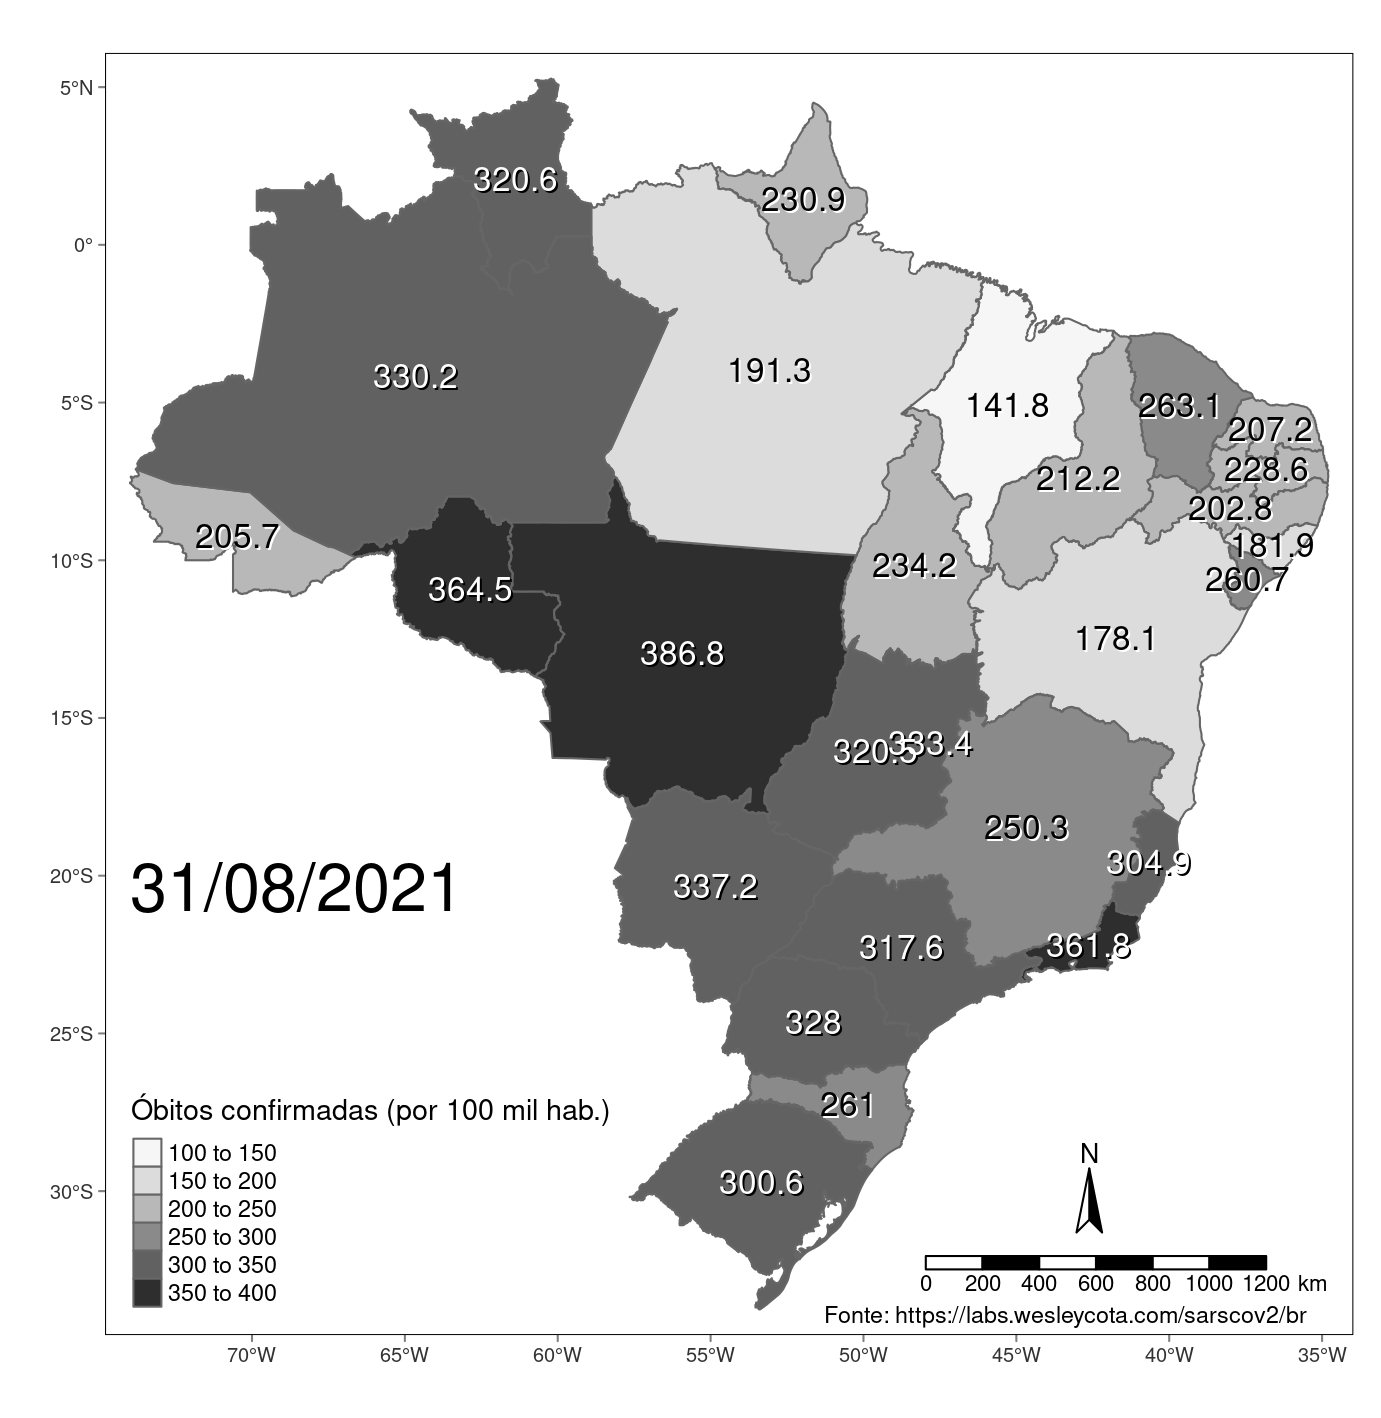 5°N
0°
5°S
10°S
15°S
20°S
25°S
30°S
320.6
230.9
330.2
191.3
141.8
263.1
207.2
228.6
212.2
202.8
205.7
181.9
234.2
260.7
364.5
178.1
386.8
320.5
333.4
250.3
304.9
337.2
317.6
361.8
328
261
300.6
31/08/2021
Óbitos confirmadas (por 100 mil hab.)
100 to 150
150 to 200
200 to 250
250 to 300
300 to 350
350 to 400
N
0 200 400 600 800 1000 1200 km
Fonte: https://labs.wesleycota.com/sarscov2/br
70°W 65°W 60°W 55°W 50°W 45°W 40°W 35°W